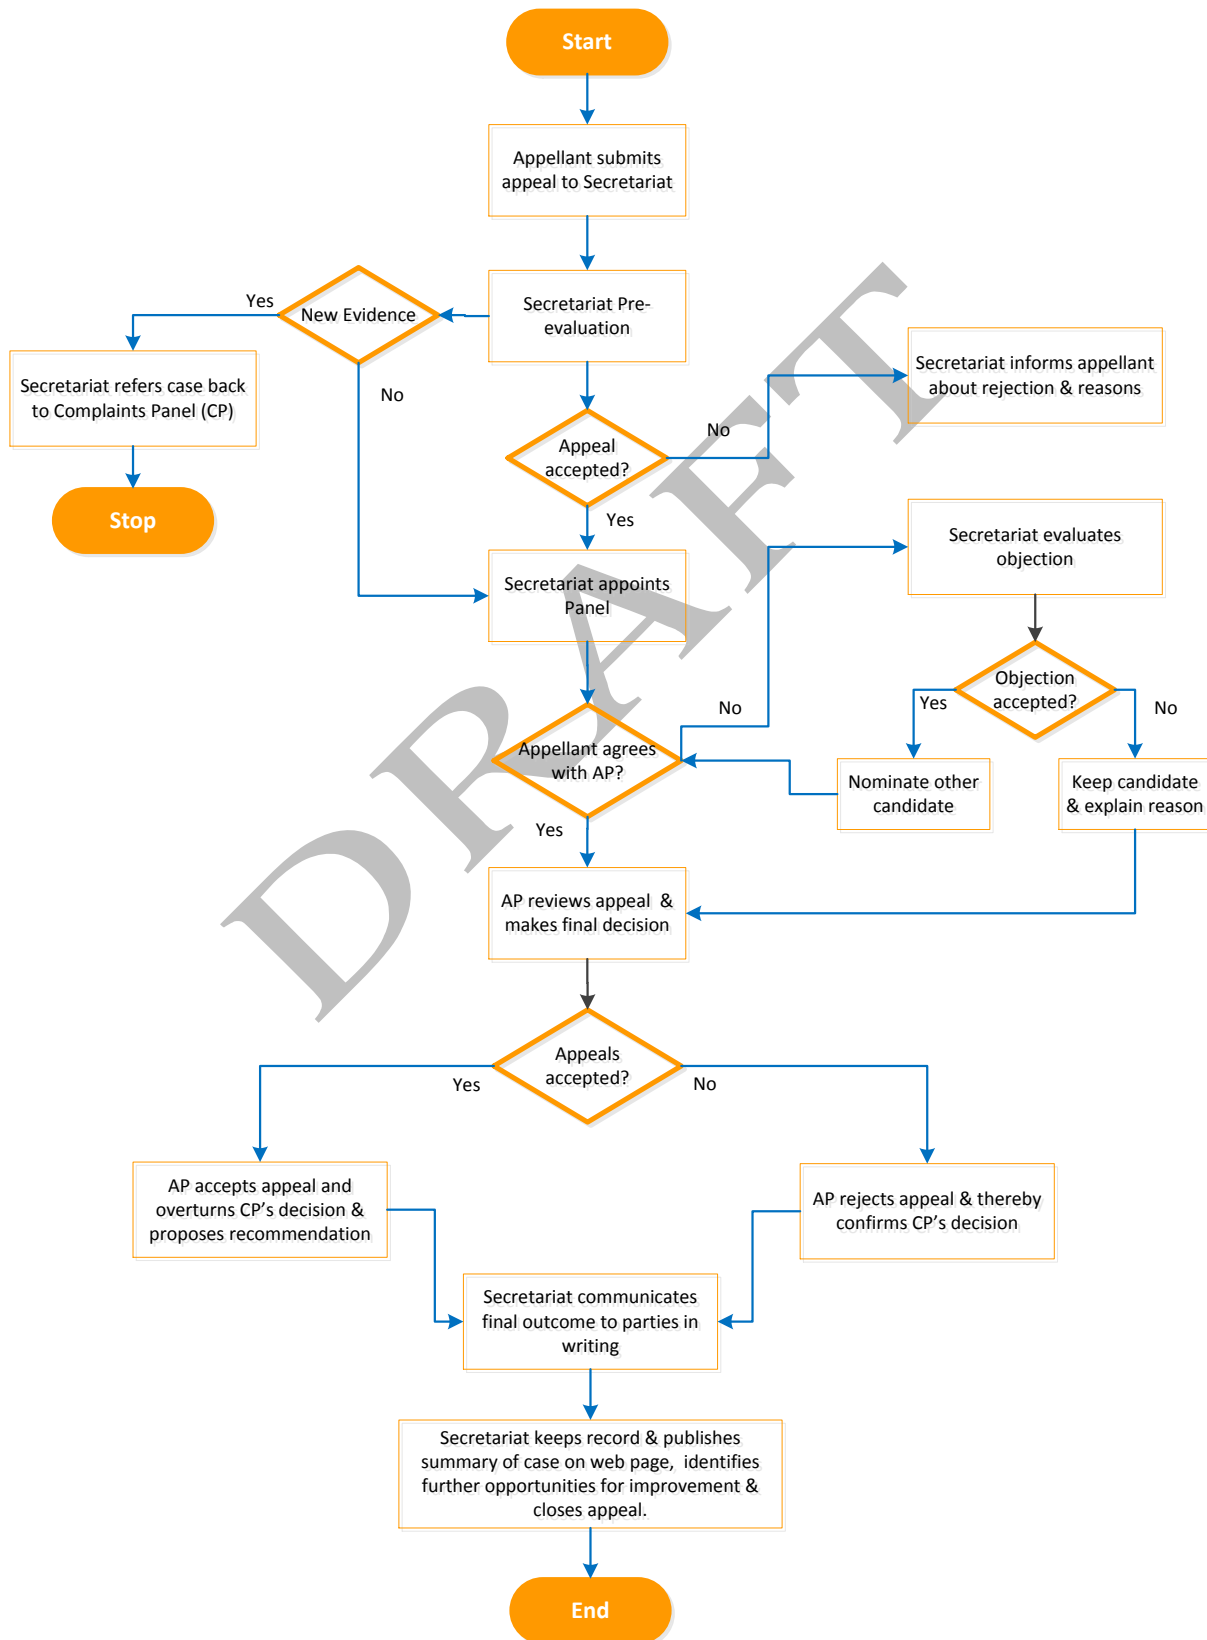 Start
Appellant submits
appeal to Secretariat
Yes
New Evidence
Secretariat Pre-
evaluation
Secretariat refers case back
to Complaints Panel (CP)
No
Secretariat informs appellant
about rejection & reasons
No
Appeal
accepted?
Stop
Yes
Secretariat evaluates
objection
Secretariat appoints
Panel
Objection
accepted?
Yes
No
No
Appellant agrees
with AP?
Nominate other
candidate
Keep candidate
& explain reason
Yes
AP reviews appeal  &
makes final decision
DRAFT
Appeals
accepted?
Yes
No
AP accepts appeal and
overturns CP’s decision &
proposes recommendation
AP rejects appeal & thereby
confirms CP’s decision
Secretariat communicates
final outcome to parties in
writing
Secretariat keeps record & publishes
summary of case on web page,  identifies
further opportunities for improvement &
closes appeal.
End